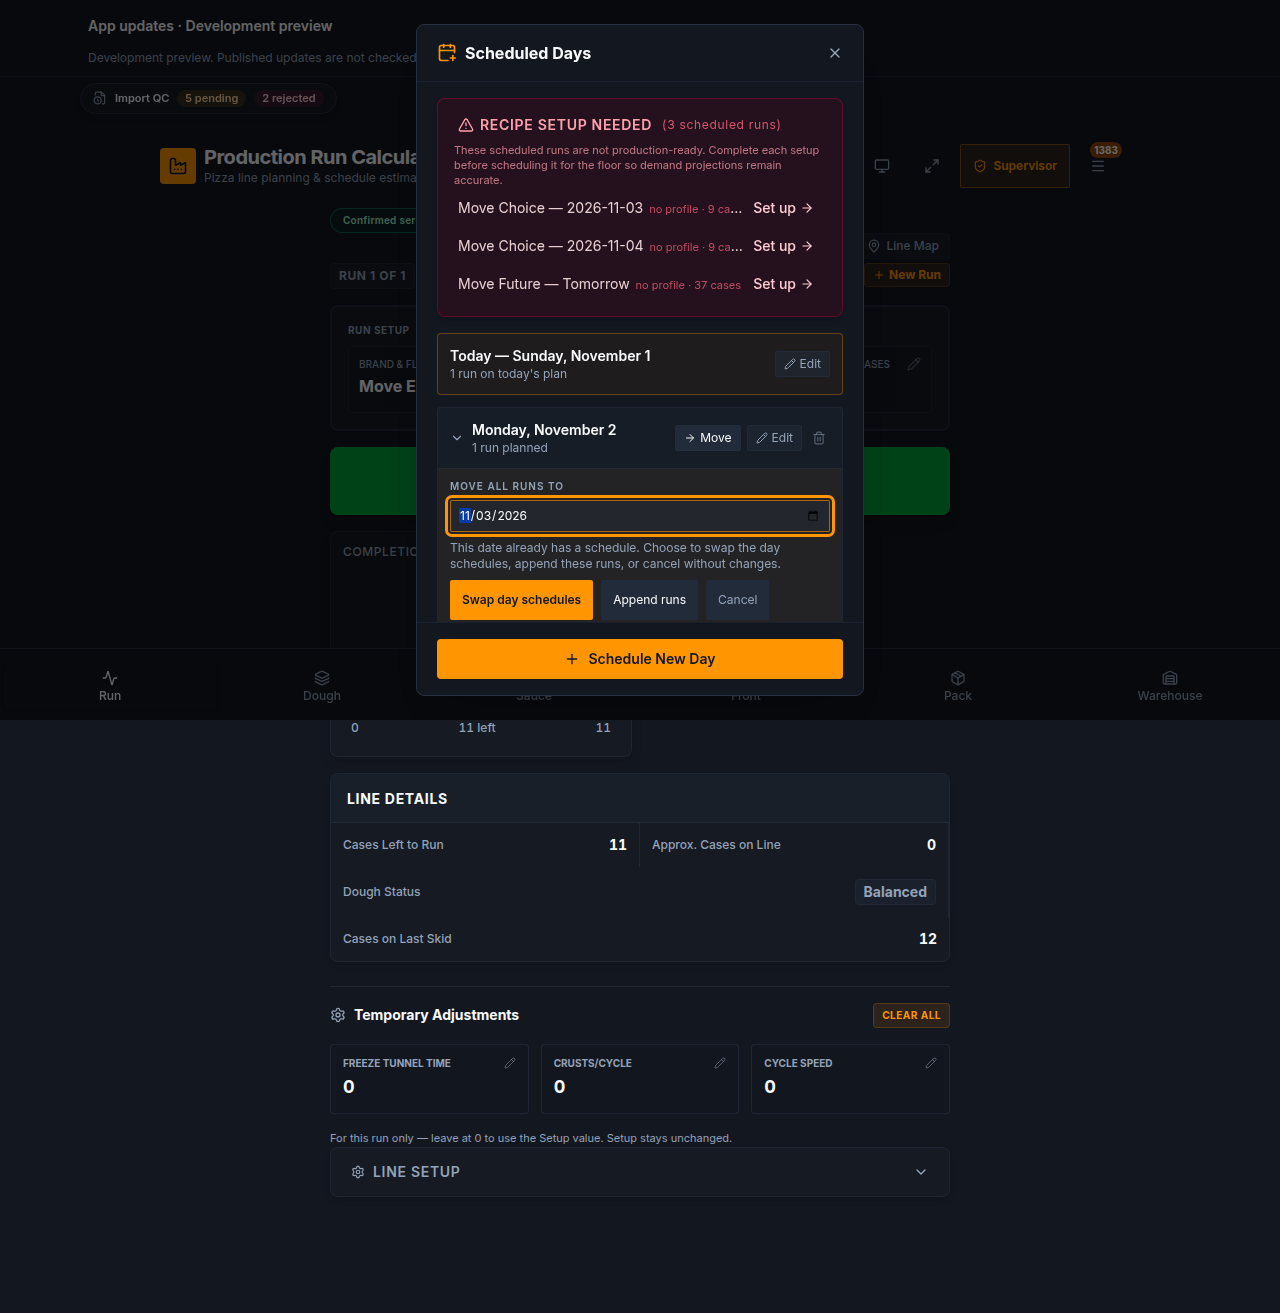 App updates · Development preview
Development preview. Published updates are not checked
Import QC
5 pending
2 rejected
Production Run Calcula
Pizza line planning & schedule estima
1383
Supervisor
Confirmed ser
Line Map
RUN 1 OF 1
New Run
RUN SETUP
BRAND & FL
ASES
Move E
COMPLETIO
Scheduled Days
RECIPE SETUP NEEDED (3 scheduled runs)
These scheduled runs are not production-ready. Complete each setup
before scheduling it for the floor so demand projections remain
accurate.
Move Choice — 2026-11-03 no profile · 9 ca... Set up
Move Choice — 2026-11-04 no profile · 9 ca... Set up
Move Future — Tomorrow no profile · 37 cases Set up
Today — Sunday, November 1
1 run on today's plan
Edit
Monday, November 2
1 run planned
Move
Edit
MOVE ALL RUNS TO
11/03/2026
This date already has a schedule. Choose to swap the day
schedules, append these runs, or cancel without changes.
Swap day schedules
Append runs
Cancel
Schedule New Day
Run
Dough
Sauce
Front
Pack
Warehouse
0
11 left
11
LINE DETAILS
Cases Left to Run 11
Approx. Cases on Line 0
Dough Status Balanced
Cases on Last Skid 12
Temporary Adjustments
CLEAR ALL
FREEZE TUNNEL TIME
0
CRUSTS/CYCLE
0
CYCLE SPEED
0
For this run only — leave at 0 to use the Setup value. Setup stays unchanged.
LINE SETUP